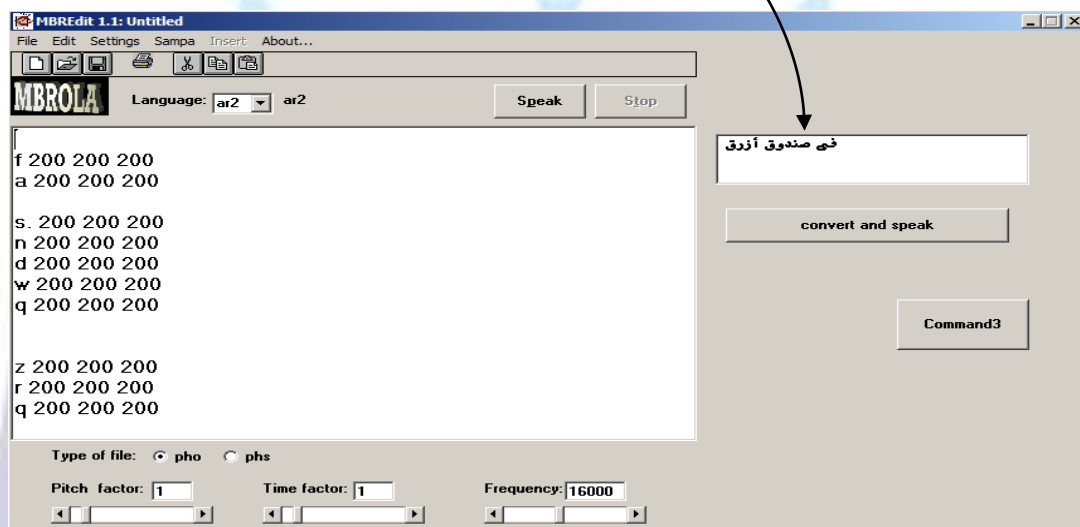 MBREdit 1.1: Untitled
File Edit Settings Sampa Insert About...
MBROLA Language: ar2 ar2 Speak Stop
في صندوق أزرق
f 200 200 200
a 200 200 200
s. 200 200 200
n 200 200 200
d 200 200 200
w 200 200 200
q 200 200 200
z 200 200 200
r 200 200 200
q 200 200 200
convert and speak
Command3
Type of file: pho phs
Pitch factor: 1 Time factor: 1 Frequency: 16000